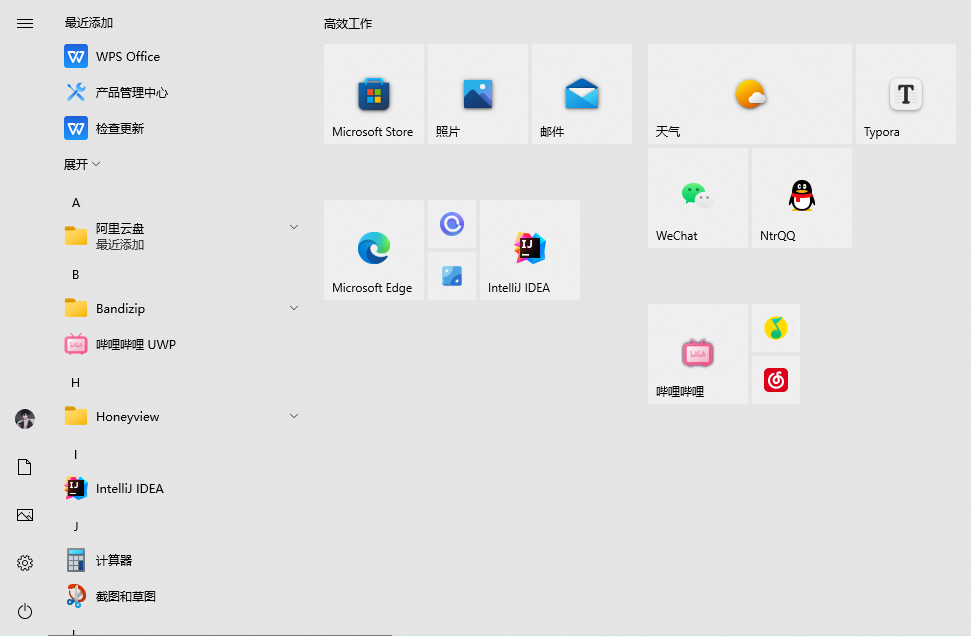 最近添加
WPS Office
产品管理中心
检查更新
展开
A
阿里云盘
最近添加
B
Bandizip
哔哩哔哩 UWP
H
Honeyview
I
IntelliJ IDEA
J
计算器
截图和草图
高效工作
Microsoft Store
照片
邮件
Microsoft Edge
IntelliJ IDEA
天气
Typora
WeChat
NtrQQ
哔哩哔哩